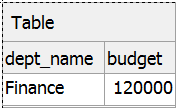 Table
dept_name budget
Finance 120000